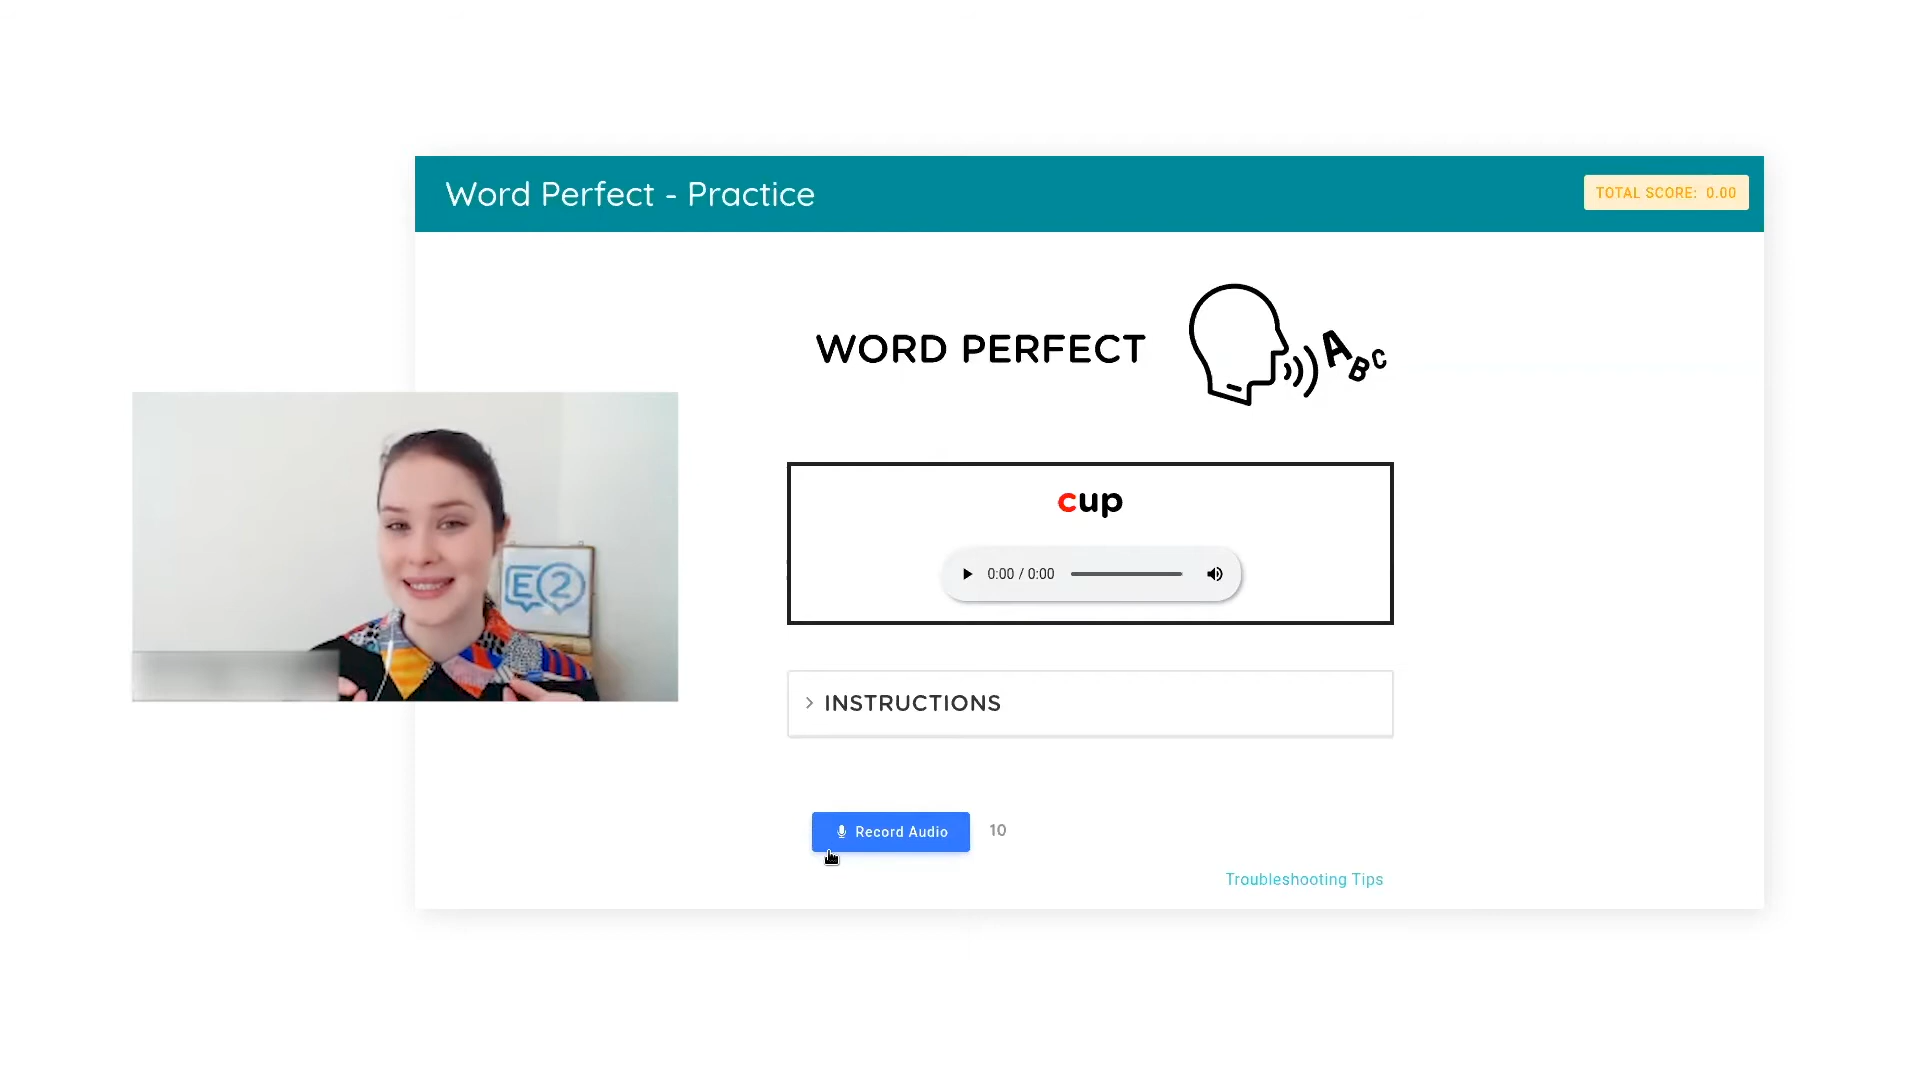 Word Perfect - Practice
TOTAL SCORE: 0.00
WORD PERFECT
A B C
cup
0:00 / 0:00
E2
INSTRUCTIONS
Record Audio
10
Troubleshooting Tips